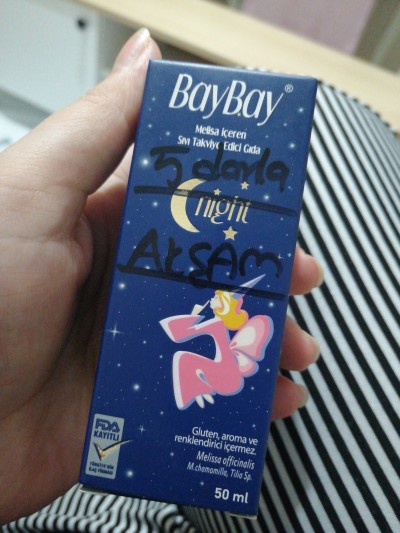 BayBay®
Melisa İçeren
Sıvı Takviye Edici Gıda
5 damla
night
AKŞAM
Gluten, aroma ve
renklendirici içermez.
Melissa officinalis
M.chamomilla, Tilia Sp.
FDA
KAYITLI
50 ml